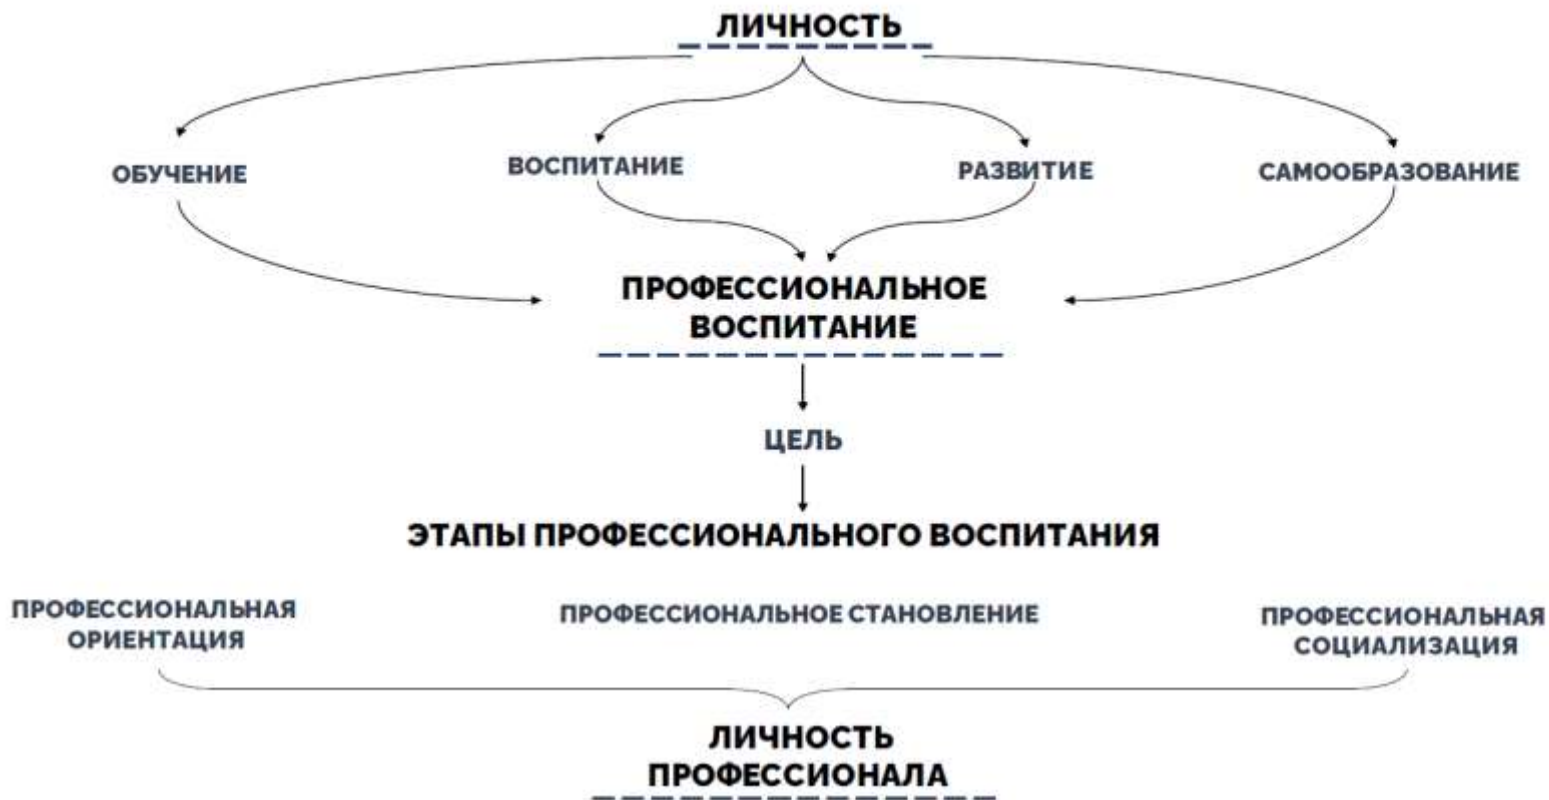 ЛИЧНОСТЬ
ОБУЧЕНИЕ
ВОСПИТАНИЕ
РАЗВИТИЕ
САМООБРАЗОВАНИЕ
ПРОФЕССИОНАЛЬНОЕ
ВОСПИТАНИЕ
ЦЕЛЬ
ЭТАПЫ ПРОФЕССИОНАЛЬНОГО ВОСПИТАНИЯ
ПРОФЕССИОНАЛЬНАЯ
ОРИЕНТАЦИЯ
ПРОФЕССИОНАЛЬНОЕ СТАНОВЛЕНИЕ
ПРОФЕССИОНАЛЬНАЯ
СОЦИАЛИЗАЦИЯ
ЛИЧНОСТЬ
ПРОФЕССИОНАЛА